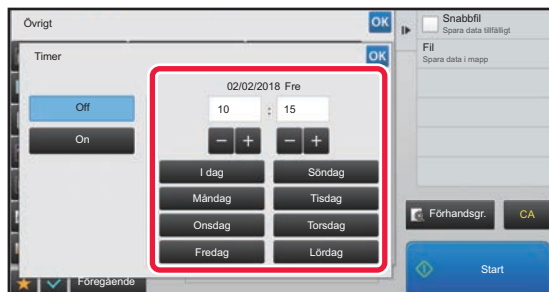 Övrigt
OK
Timer
OK
02/02/2018 Fre
Off
10 : 15
On
− + − +
I dag Söndag
Måndag Tisdag
Onsdag Torsdag
Fredag Lördag
Föregående
Snabbfil
Spara data tillfälligt
Fil
Spara data i mapp
Förhandsgr.
CA
Start